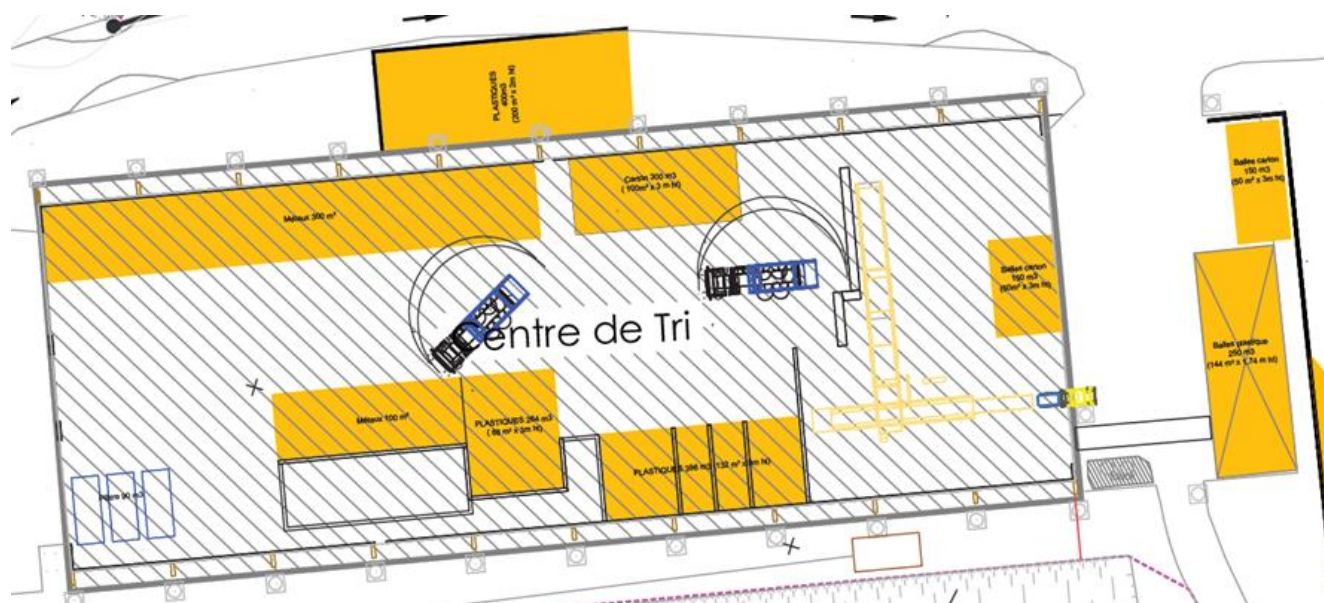 PLASTIQUES
400m3
(200 m² x 2m ht)
Carton 300 m3
( 100m² x 3 m ht)
Métaux 300 m²
Balles carton
150 m3
(50 m² x 3m ht)
Balles carton
150 m3
(50m² x 3m ht)
Centre de Tri
Balles plastique
250 m3
(144 m² x 1,74 m ht)
Métaux 100 m²
PLASTIQUES 264 m3
( 88 m² x 3m ht)
PLASTIQUES 396 m3 (132 m² x 3m ht)
90 m3